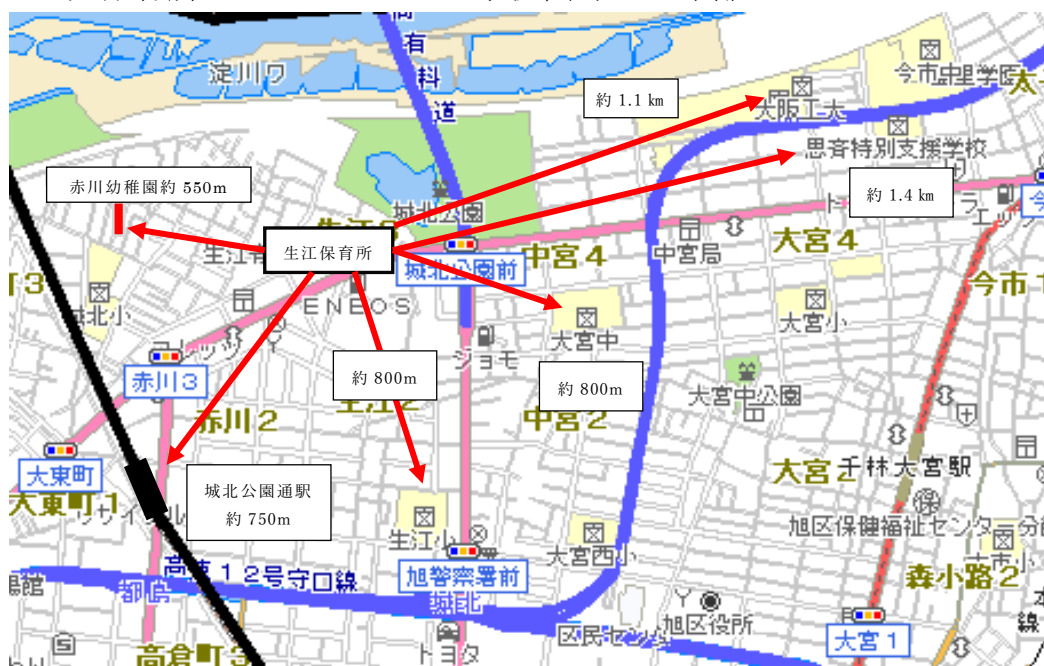 有
料
道
淀川ワ
約 1.1 km
今市中
大阪工大
思斉特別支援学校
約 1.4 km
赤川幼稚園約 550m
城北公園
生江保育所
城北公園前
中宮4
中宮局
大宮4
今市1
ENEOS
城北小
大宮中
大宮小
ジョモ
赤川3
約 800m
約 800m
生江2
赤川2
中宮2
大宮中公園
大東町
大東町1
城北公園通駅
約 750m
大宮2
千林大宮駅
旭区保健福祉センター分館
生江小
大宮西小
旭警察署前
高速12号守口線
都島
城北
森小路2
旭区役所
区民センター
大宮1
トヨタ
高倉町3